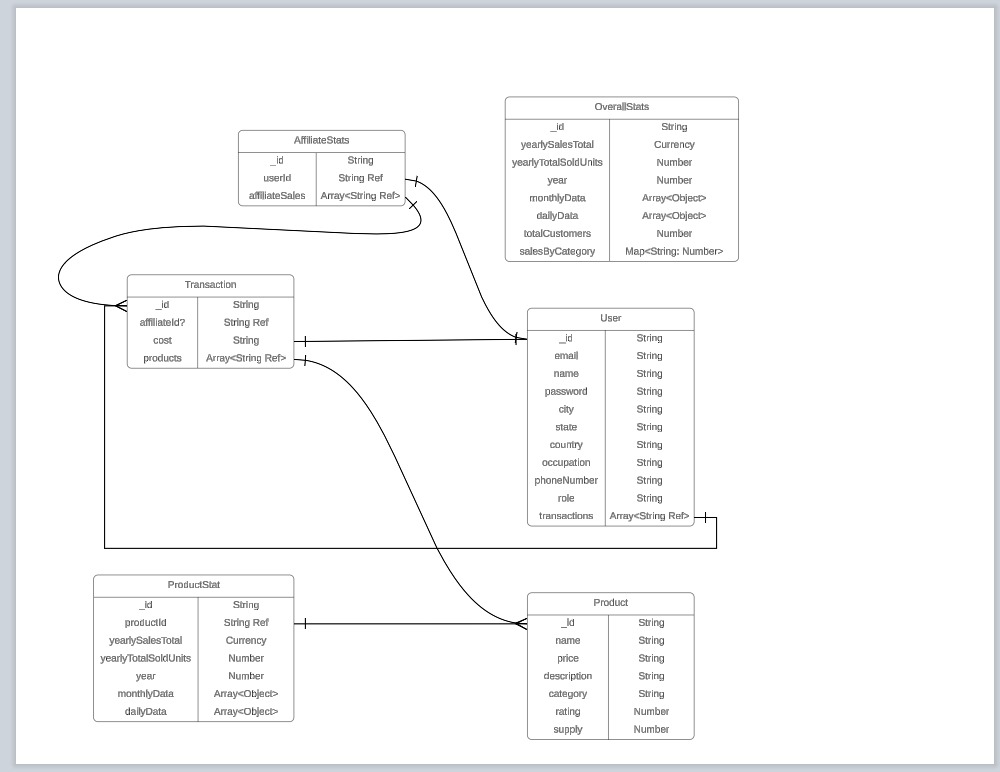 OverallStats
_id String
yearlySalesTotal Currency
yearlyTotalSoldUnits Number
year Number
monthlyData Array<Object>
dailyData Array<Object>
totalCustomers Number
salesByCategory Map<String: Number>
AffiliateStats
_id String
userId String Ref
affiliateSales Array<String Ref>
Transaction
_id String
affiliateId? String Ref
cost String
products Array<String Ref>
User
_id String
email String
name String
password String
city String
state String
country String
occupation String
phoneNumber String
role String
transactions Array<String Ref>
ProductStat
_id String
productId String Ref
yearlySalesTotal Currency
yearlyTotalSoldUnits Number
year Number
monthlyData Array<Object>
dailyData Array<Object>
Product
_id String
name String
price String
description String
category String
rating Number
supply Number